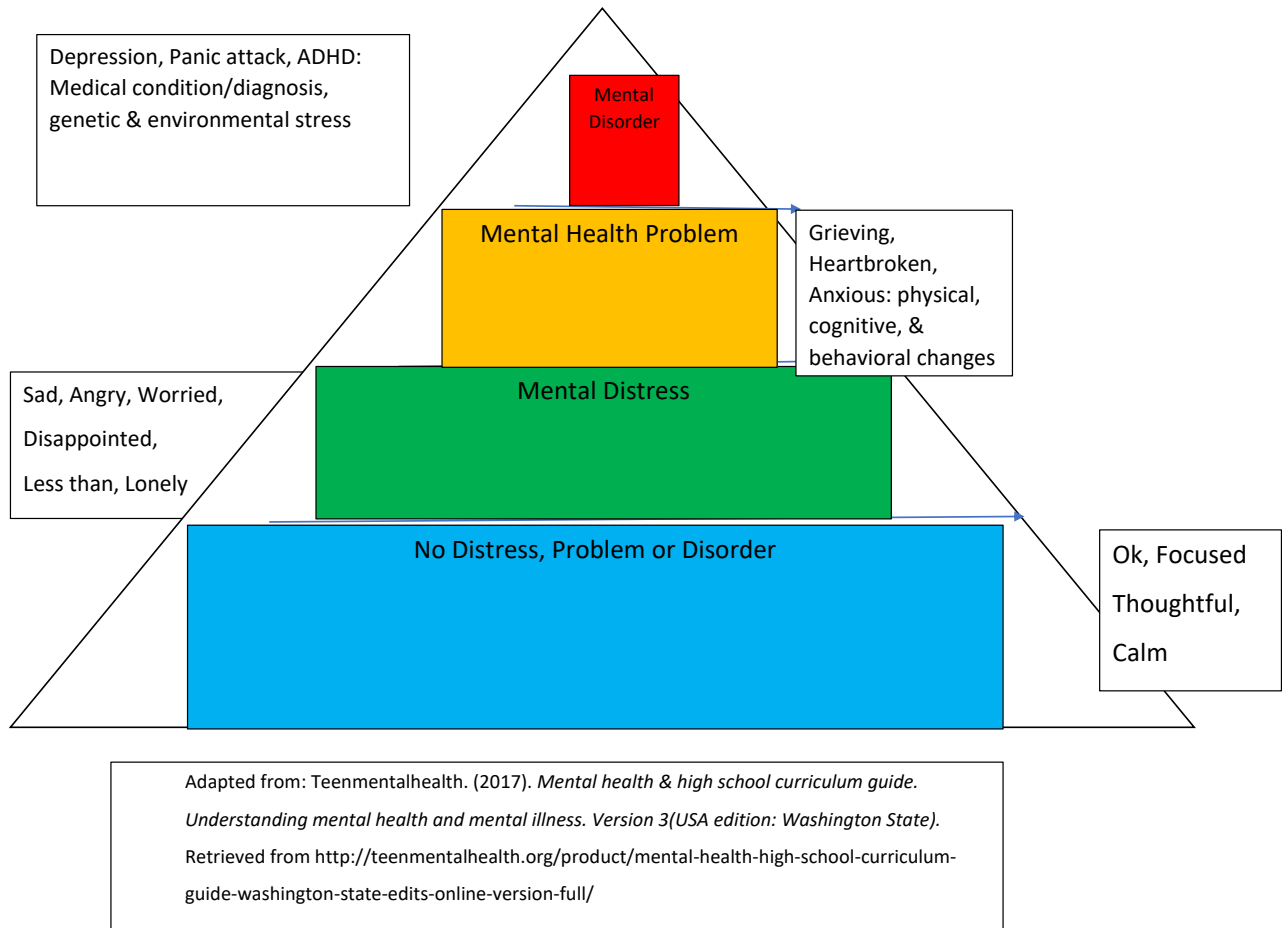 Depression, Panic attack, ADHD:
Medical condition/diagnosis,
genetic & environmental stress
Mental
Disorder
Mental Health Problem
Grieving,
Heartbroken,
Anxious: physical,
cognitive, &
behavioral changes
Sad, Angry, Worried,
Disappointed,
Less than, Lonely
Mental Distress
No Distress, Problem or Disorder
Ok, Focused
Thoughtful,
Calm
Adapted from: Teenmentalhealth. (2017). Mental health & high school curriculum guide.
Understanding mental health and mental illness. Version 3(USA edition: Washington State).
Retrieved from http://teenmentalhealth.org/product/mental-health-high-school-curriculum-
guide-washington-state-edits-online-version-full/